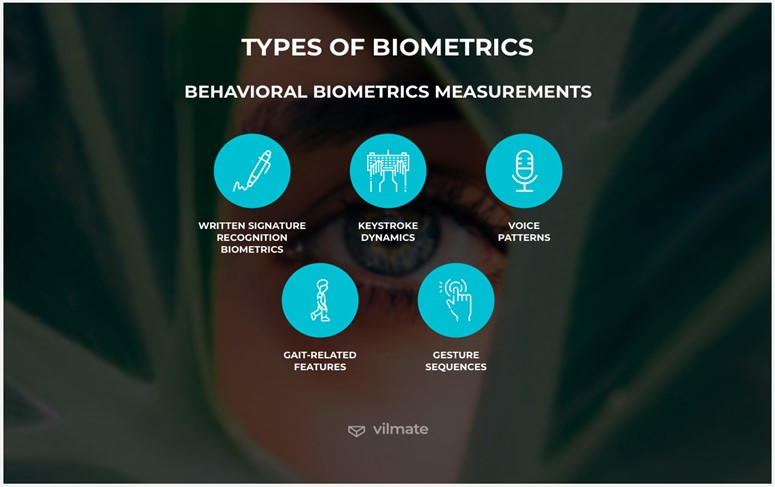 TYPES OF BIOMETRICS
BEHAVIORAL BIOMETRICS MEASUREMENTS
WRITTEN SIGNATURE
RECOGNITION
BIOMETRICS
KEYSTROKE
DYNAMICS
VOICE
PATTERNS
GAIT-RELATED
FEATURES
GESTURE
SEQUENCES
vilmate